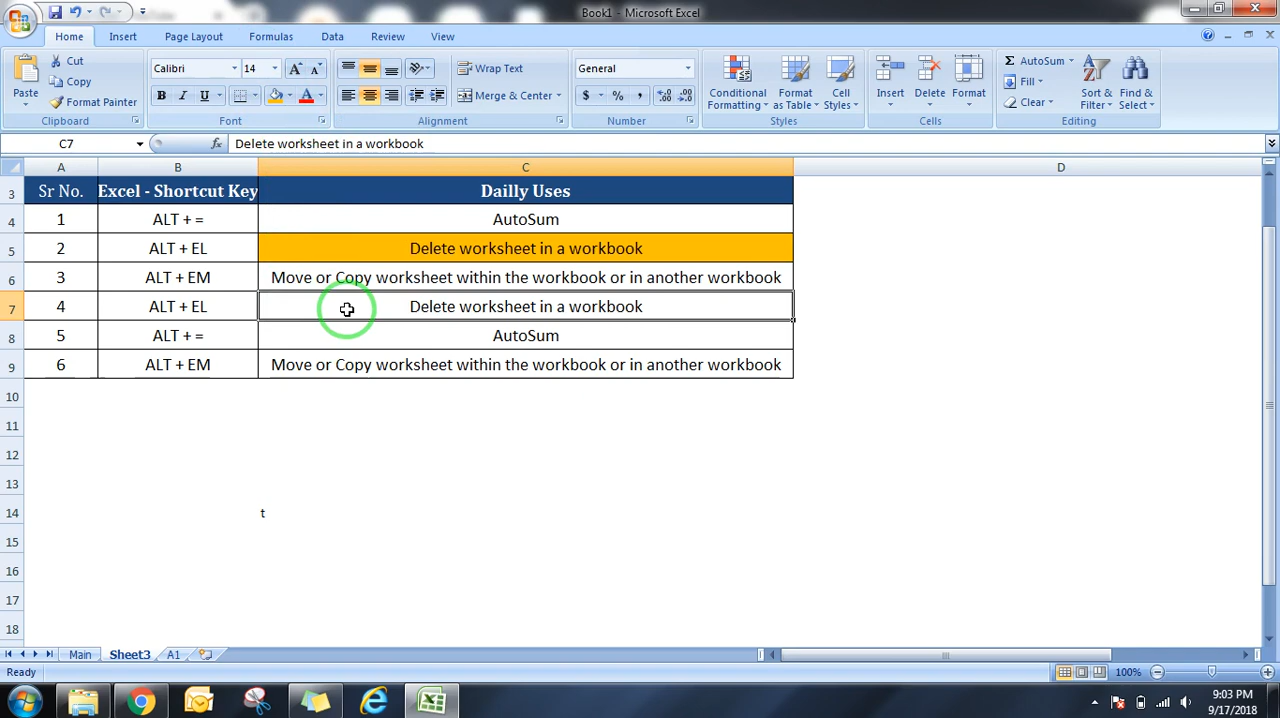 Book1 - Microsoft Excel
Home Insert Page Layout Formulas Data Review View
Paste
Cut
Copy
Format Painter
Clipboard
Calibri 14 A A
B I U A
Font
Wrap Text
Merge & Center
Alignment
General
$ % ,
Number
Conditional Formatting
Format as Table
Cell Styles
Styles
Insert Delete Format
Cells
Σ AutoSum
Fill
Clear
Sort & Filter
Find & Select
Editing
C7 fx Delete worksheet in a workbook
A B C D
3 Sr No. Excel - Shortcut Key Dailly Uses
4 1 ALT + = AutoSum
5 2 ALT + EL Delete worksheet in a workbook
6 3 ALT + EM Move or Copy worksheet within the workbook or in another workbook
7 4 ALT + EL Delete worksheet in a workbook
8 5 ALT + = AutoSum
9 6 ALT + EM Move or Copy worksheet within the workbook or in another workbook
10
11
12
13
14 t
15
16
17
18
Main Sheet3 A1
Ready 100%
9:03 PM
9/17/2018